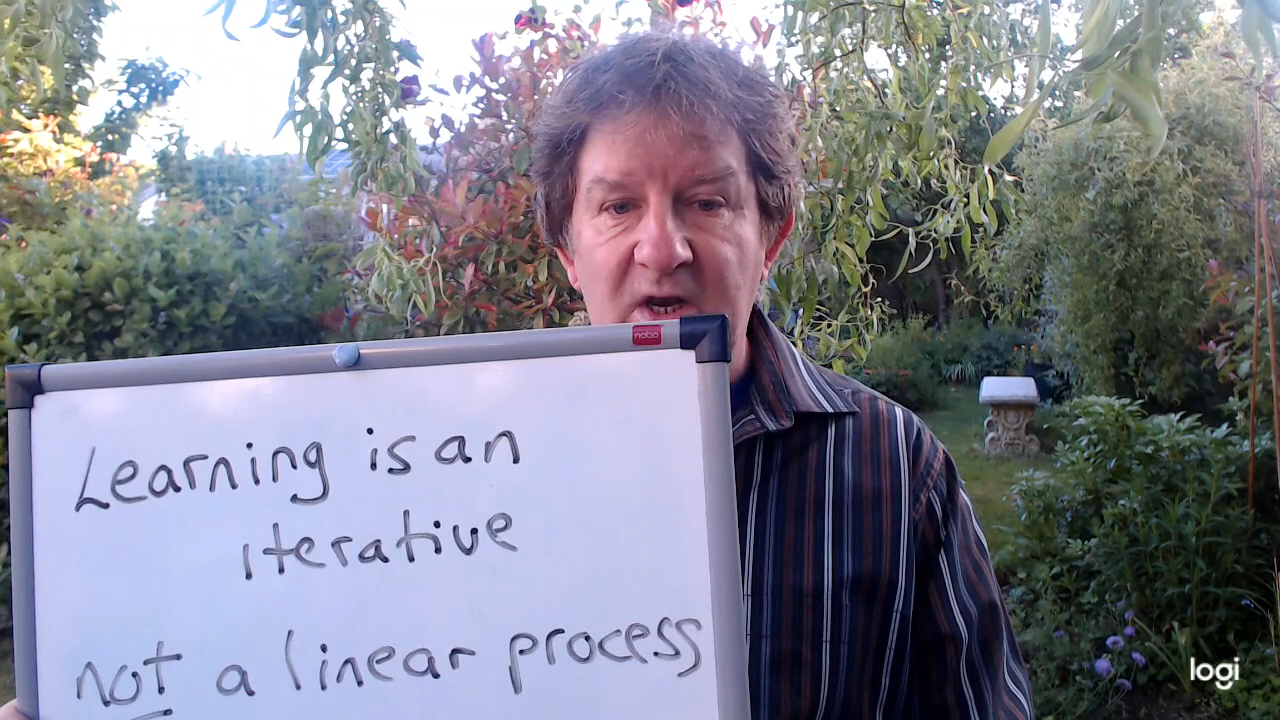 nobo
Learning is an
iterative
not a linear process
logi